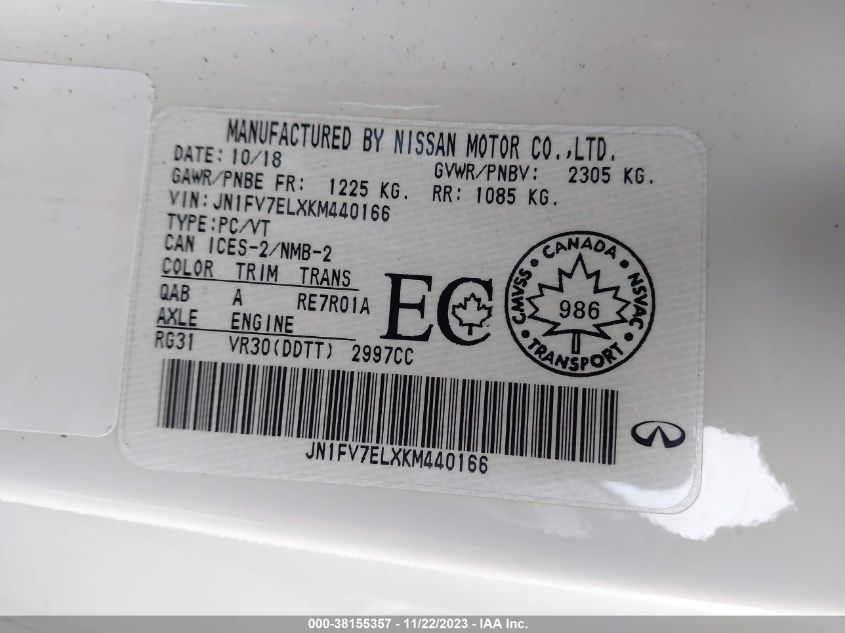 MANUFACTURED BY NISSAN MOTOR CO.,LTD.
DATE: 10/18 GVWR/PNBV: 2305 KG.
GAWR/PNBE FR: 1225 KG. RR: 1085 KG.
VIN: JN1FV7ELXKM440166
TYPE:PC/VT
CAN ICES-2/NMB-2
COLOR TRIM TRANS
QAB A RE7R01A
AXLE ENGINE
RG31 VR30(DDTT) 2997CC
EC
CANADA
CMVSS
NSVAC
986
TRANSPORT
JN1FV7ELXKM440166
000-38155357 - 11/22/2023 - IAA Inc.